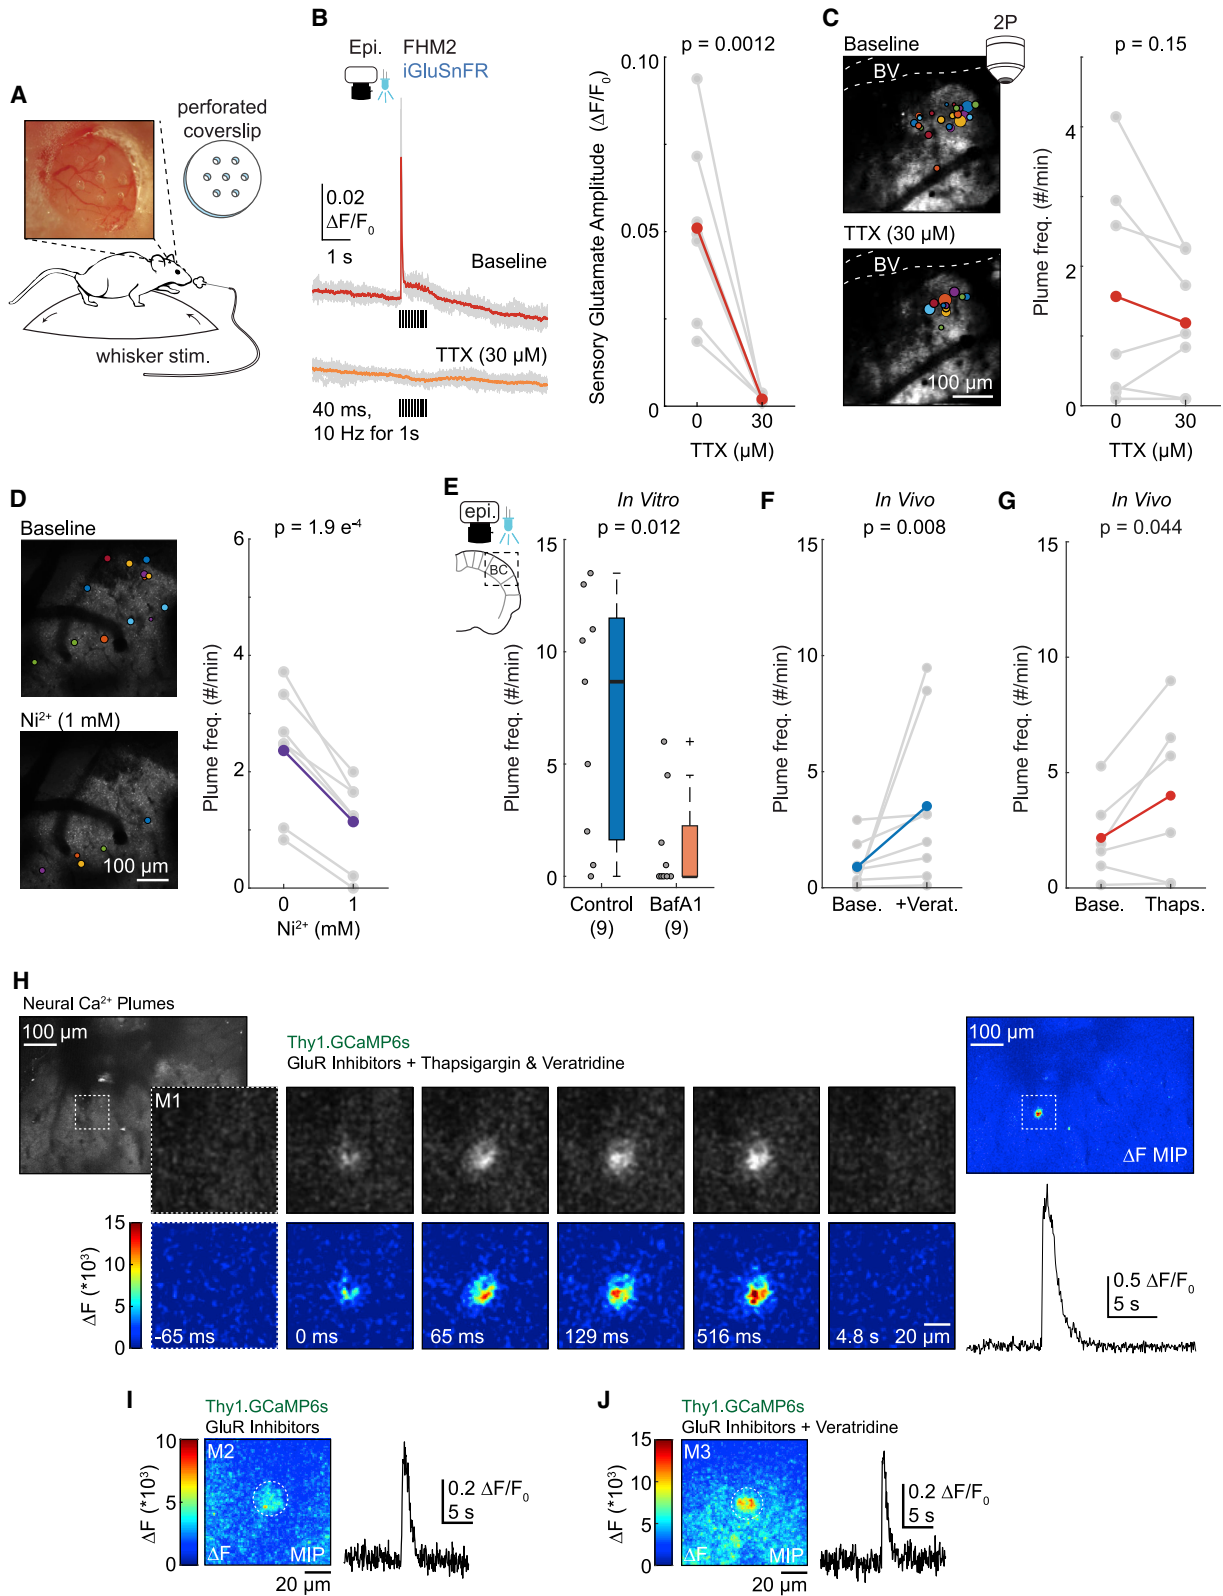 A
perforated
coverslip
whisker stim.
B
Epi.
FHM2
iGluSnFR
0.02
ΔF/F0
1 s
Baseline
TTX (30 µM)
40 ms,
10 Hz for 1s
p = 0.0012
Sensory Glutamate Amplitude (ΔF/F0)
0.10
0.05
0
0
30
TTX (µM)
C
2P
Baseline
BV
TTX (30 µM)
BV
100 µm
p = 0.15
Plume freq. (#/min)
4
2
0
0
30
TTX (µM)
D
Baseline
Ni2+ (1 mM)
100 µm
p = 1.9 e-4
Plume freq. (#/min)
6
4
2
0
0
1
Ni2+ (mM)
E
epi.
BC
In Vitro
p = 0.012
Plume freq. (#/min)
15
10
5
0
Control
(9)
BafA1
(9)
F
In Vivo
p = 0.008
Plume freq. (#/min)
15
10
5
0
Base.
+Verat.
G
In Vivo
p = 0.044
Plume freq. (#/min)
15
10
5
0
Base.
Thaps.
H
Neural Ca2+ Plumes
100 µm
Thy1.GCaMP6s
GluR Inhibitors + Thapsigargin & Veratridine
M1
100 µm
ΔF MIP
ΔF (*10³)
15
10
5
0
-65 ms
0 ms
65 ms
129 ms
516 ms
4.8 s
20 µm
0.5 ΔF/F0
5 s
I
Thy1.GCaMP6s
GluR Inhibitors
ΔF (*10³)
10
5
0
M2
ΔF
MIP
20 µm
0.2 ΔF/F0
5 s
J
Thy1.GCaMP6s
GluR Inhibitors + Veratridine
ΔF (*10³)
15
10
5
0
M3
ΔF
MIP
20 µm
0.2 ΔF/F0
5 s